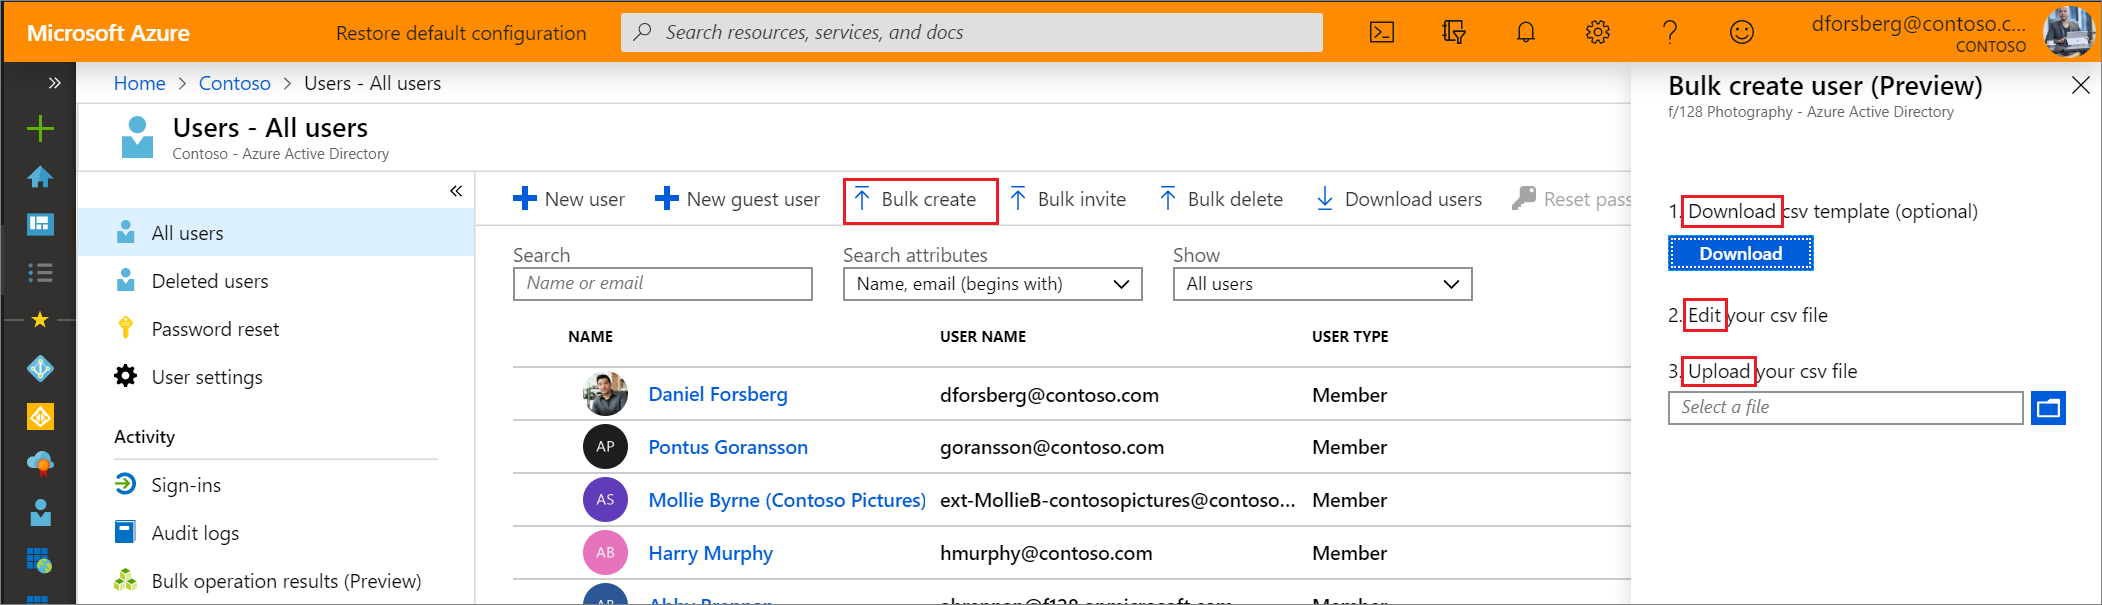 Microsoft Azure
Restore default configuration
Search resources, services, and docs
dforsberg@contoso.c...
CONTOSO
Home > Contoso > Users - All users
Users - All users
Contoso - Azure Active Directory
All users
Deleted users
Password reset
User settings
Activity
Sign-ins
Audit logs
Bulk operation results (Preview)
New user
New guest user
Bulk create
Bulk invite
Bulk delete
Download users
Reset pass
Search
Name or email
Search attributes
Name, email (begins with)
Show
All users
NAME USER NAME USER TYPE
AP
AS
AB
Daniel Forsberg dforsberg@contoso.com Member
Pontus Goransson goransson@contoso.com Member
Mollie Byrne (Contoso Pictures) ext-MollieB-contosopictures@contoso... Member
Harry Murphy hmurphy@contoso.com Member
Bulk create user (Preview)
f/128 Photography - Azure Active Directory
1. Download csv template (optional)
Download
2. Edit your csv file
3. Upload your csv file
Select a file